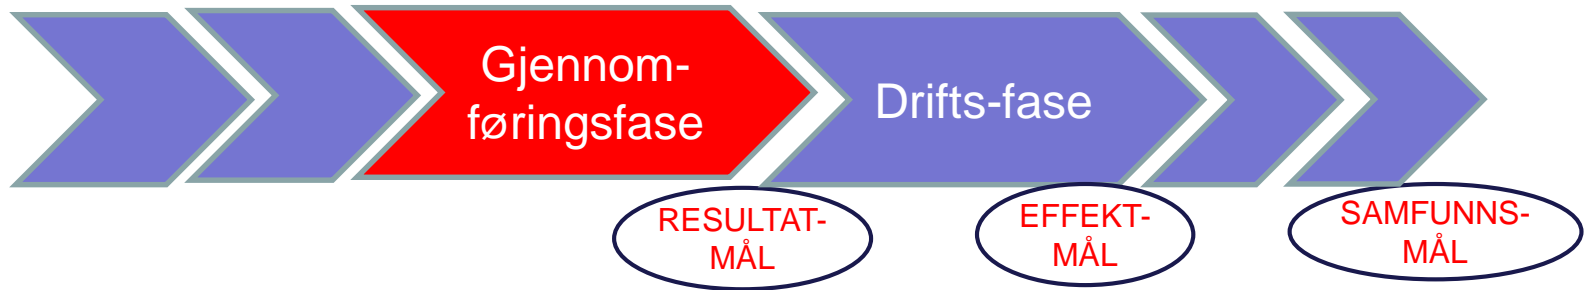 Gjennom-
føringsfase
Drifts-fase
RESULTAT-
MÅL
EFFEKT-
MÅL
SAMFUNNS-
MÅL